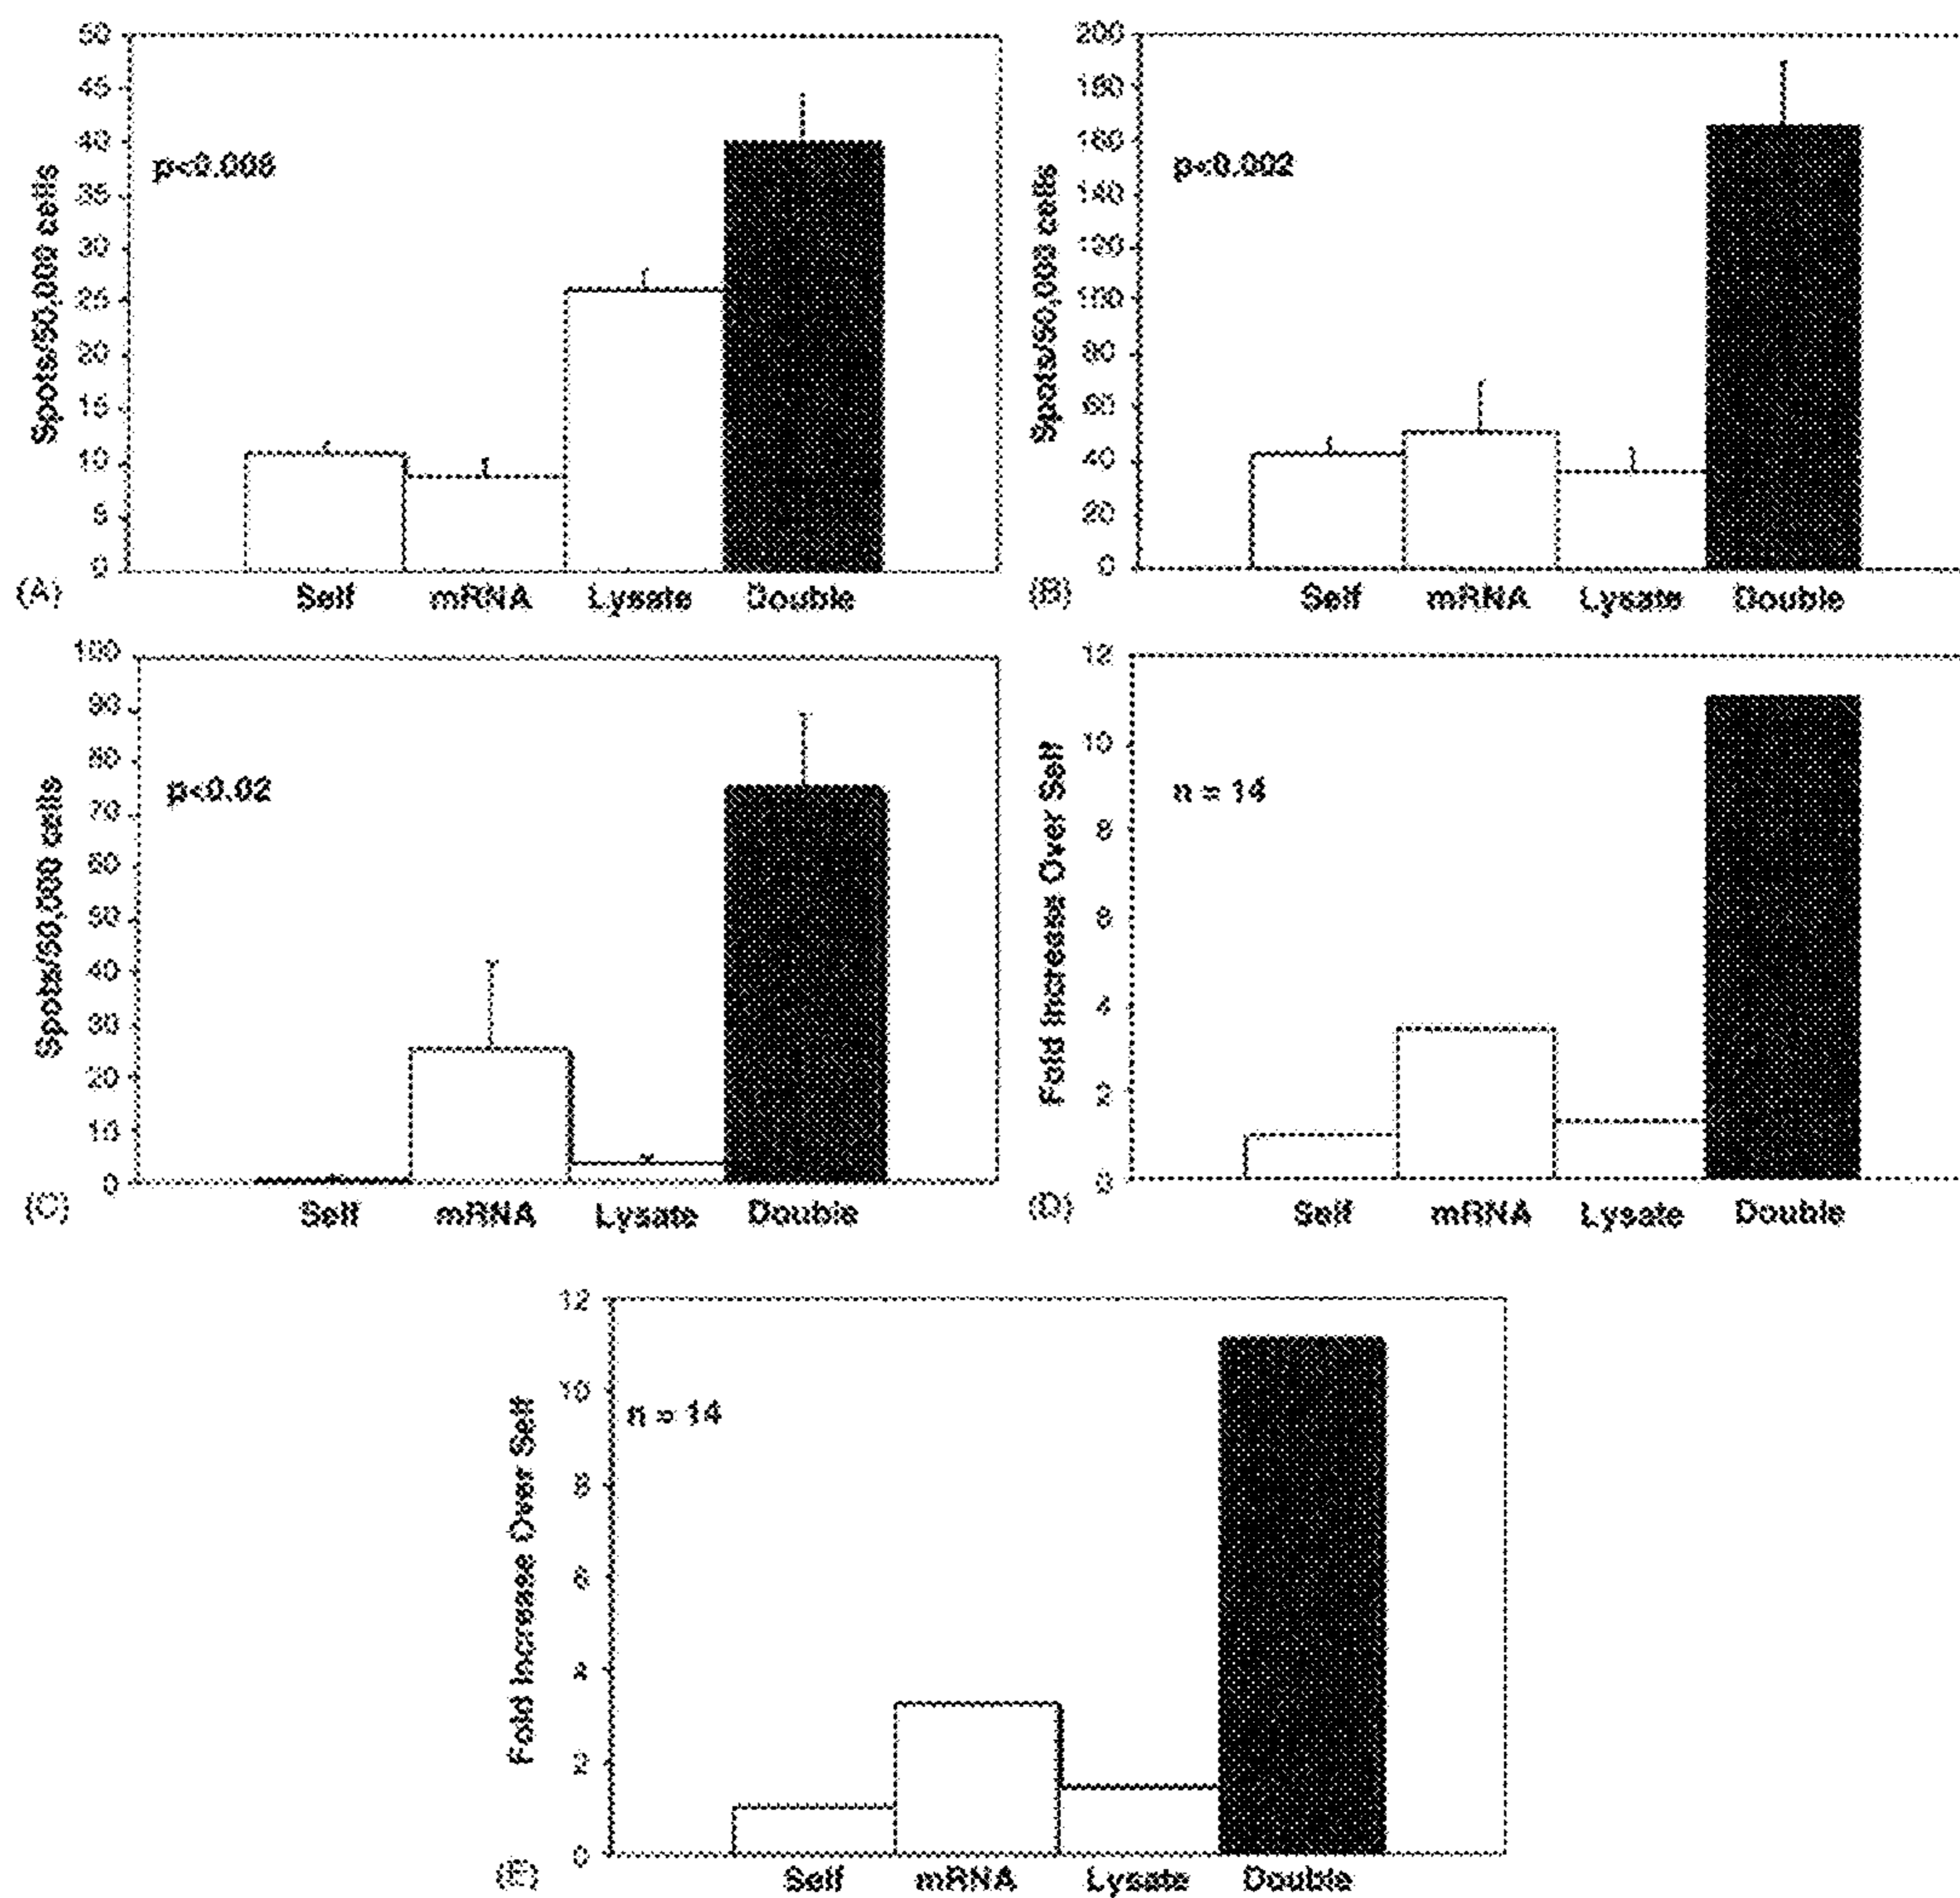 50
45
40
35
30
25
20
15
10
5
0
Spots/50,000 cells
(A)
Self mRNA Lysate Double
200
180
160
140
120
100
80
60
40
20
0
Spots/50,000 cells
p<0.002
(B)
Self mRNA Lysate Double
100
90
80
70
60
50
40
30
20
10
0
Spots/50,000 cells
p<0.02
(C)
Self mRNA Lysate Double
12
10
8
6
4
2
0
Fold Increase Over Self
n = 14
(D)
Self mRNA Lysate Double
12
10
8
6
4
2
0
Fold Increase Over Self
n = 14
(E)
Self mRNA Lysate Double